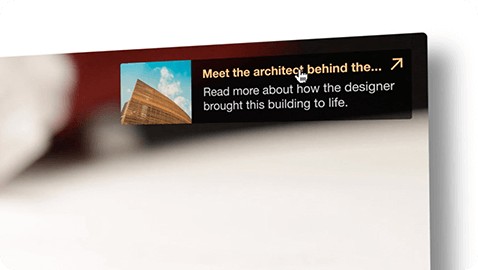 Meet the architect behind the...
Read more about how the designer
brought this building to life.